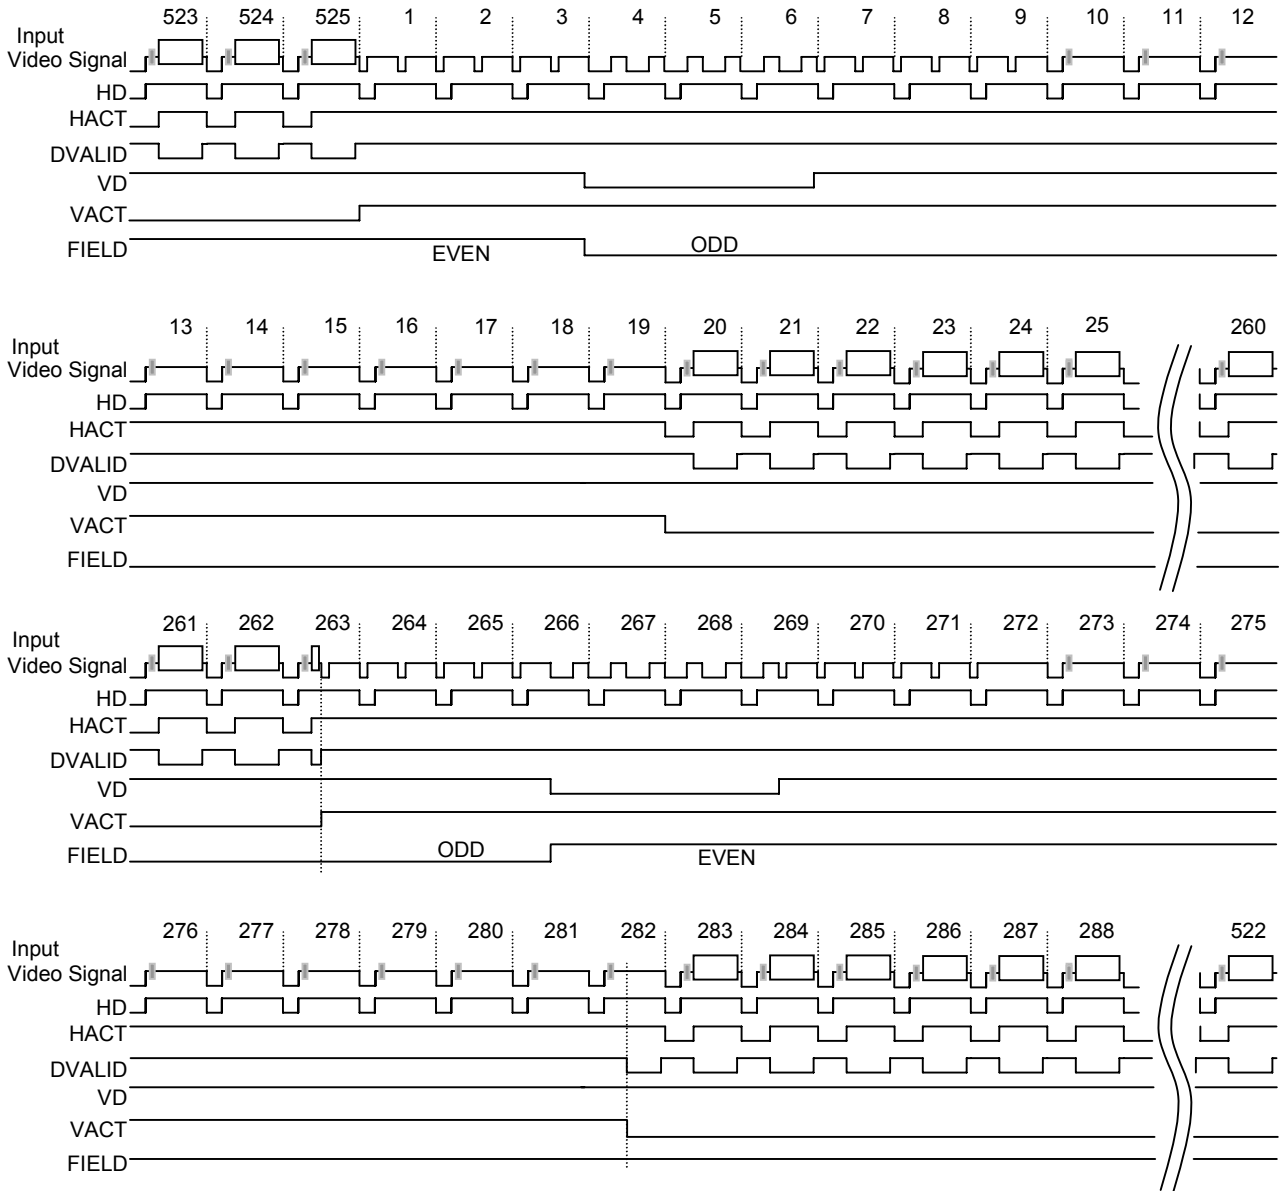 523 524 525 1 2 3 4 5 6 7 8 9 10 11 12
Input
Video Signal
HD
HACT
DVALID
VD
VACT
FIELD
EVEN
ODD
13 14 15 16 17 18 19 20 21 22 23 24 25 260
Input
Video Signal
HD
HACT
DVALID
VD
VACT
FIELD
261 262 263 264 265 266 267 268 269 270 271 272 273 274 275
Input
Video Signal
HD
HACT
DVALID
VD
VACT
FIELD
ODD
EVEN
276 277 278 279 280 281 282 283 284 285 286 287 288 522
Input
Video Signal
HD
HACT
DVALID
VD
VACT
FIELD